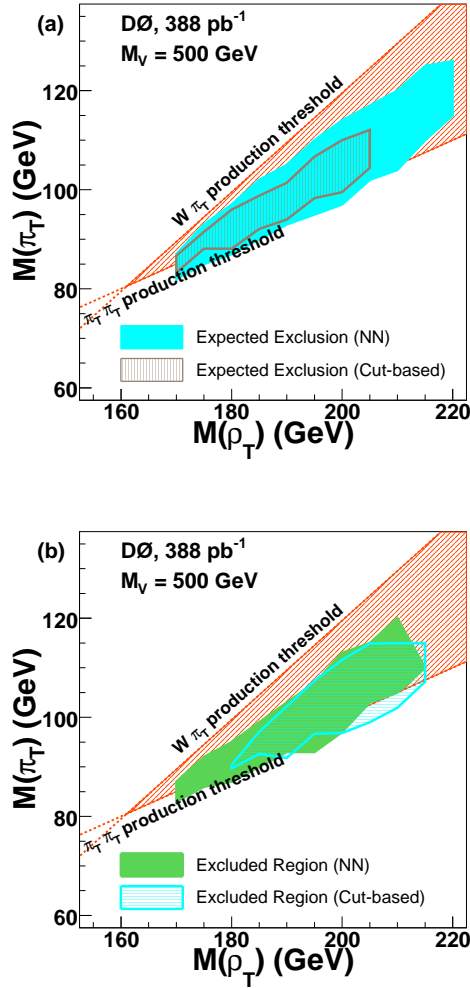 (a)
DØ, 388 pb⁻¹
M_V = 500 GeV
W π_T production threshold
π_T π_T production threshold
Expected Exclusion (NN)
Expected Exclusion (Cut-based)
M(π_T) (GeV)
120
100
80
60
160 180 200 220
M(ρ_T) (GeV)
(b)
DØ, 388 pb⁻¹
M_V = 500 GeV
W π_T production threshold
π_T π_T production threshold
Excluded Region (NN)
Excluded Region (Cut-based)
M(π_T) (GeV)
120
100
80
60
160 180 200 220
M(ρ_T) (GeV)